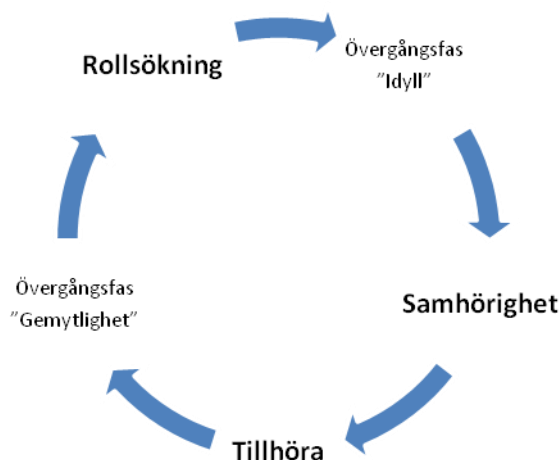 Rollsökning
Övergångsfas
”Idyll”
Samhörighet
Tillhöra
Övergångsfas
”Gemytlighet”